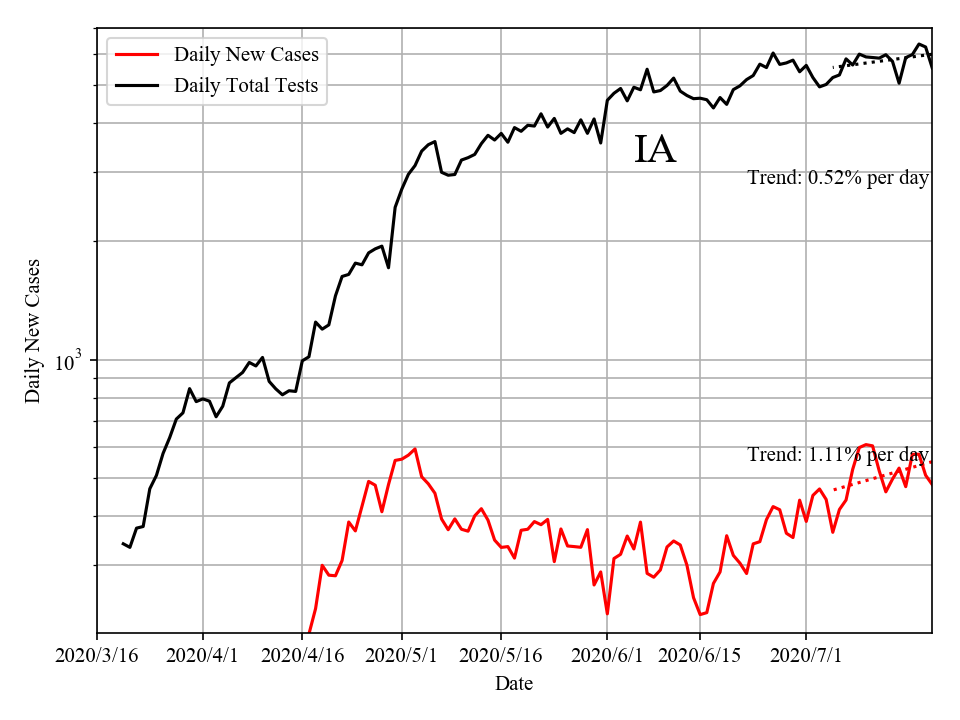 Daily New Cases
Daily Total Tests
IA
Trend: 0.52% per day
Daily New Cases
10³
Trend: 1.11% per day
2020/3/16 2020/4/1 2020/4/16 2020/5/1 2020/5/16 2020/6/1 2020/6/15 2020/7/1
Date